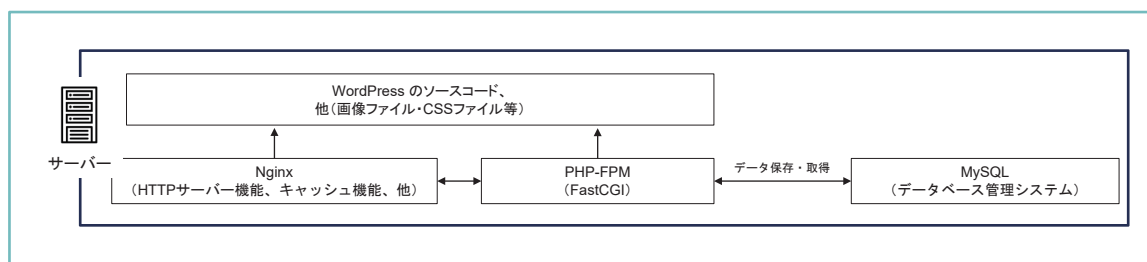 WordPress のソースコード、
他（画像ファイル・CSSファイル等）
サーバー
Nginx
（HTTPサーバー機能、キャッシュ機能、他）
PHP-FPM
（FastCGI）
データ保存・取得
MySQL
（データベース管理システム）